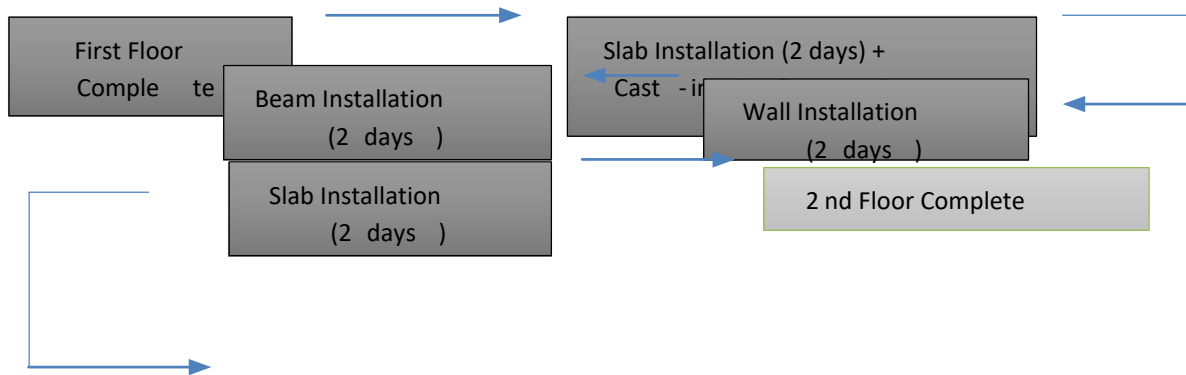 First Floor
Comple te
Slab Installation (2 days) +
Cast -
Beam Installation
(2 days )
Wall Installation
(2 days )
Slab Installation
(2 days )
2 nd Floor Complete